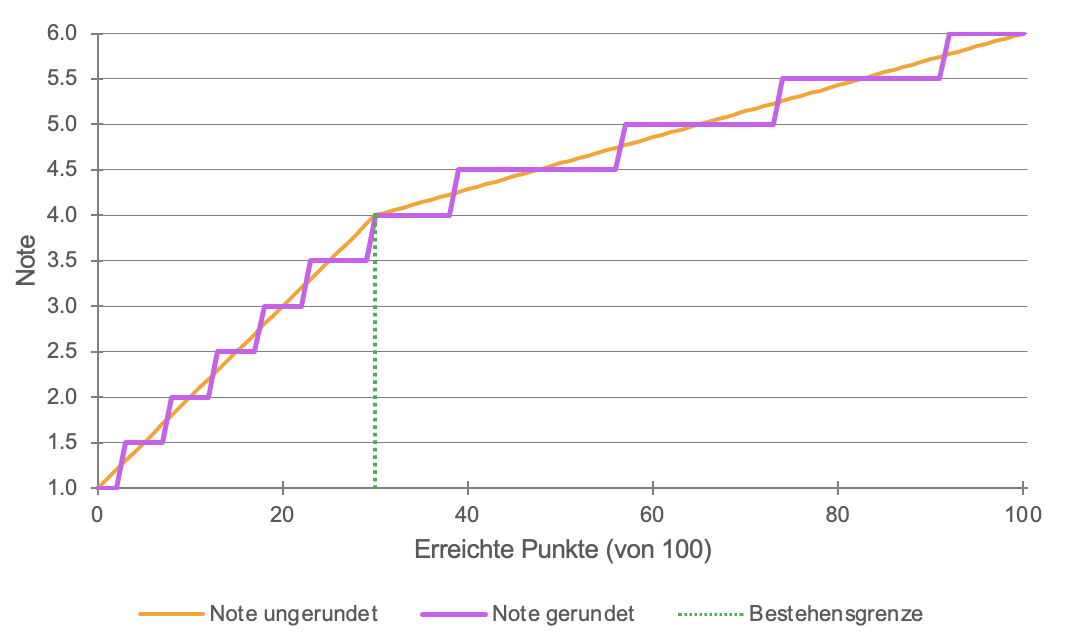 6.0
5.5
5.0
4.5
4.0
3.5
3.0
2.5
2.0
1.5
1.0
Note
0 20 40 60 80 100
Erreichte Punkte (von 100)
Note ungerundet Note gerundet Bestehensgrenze